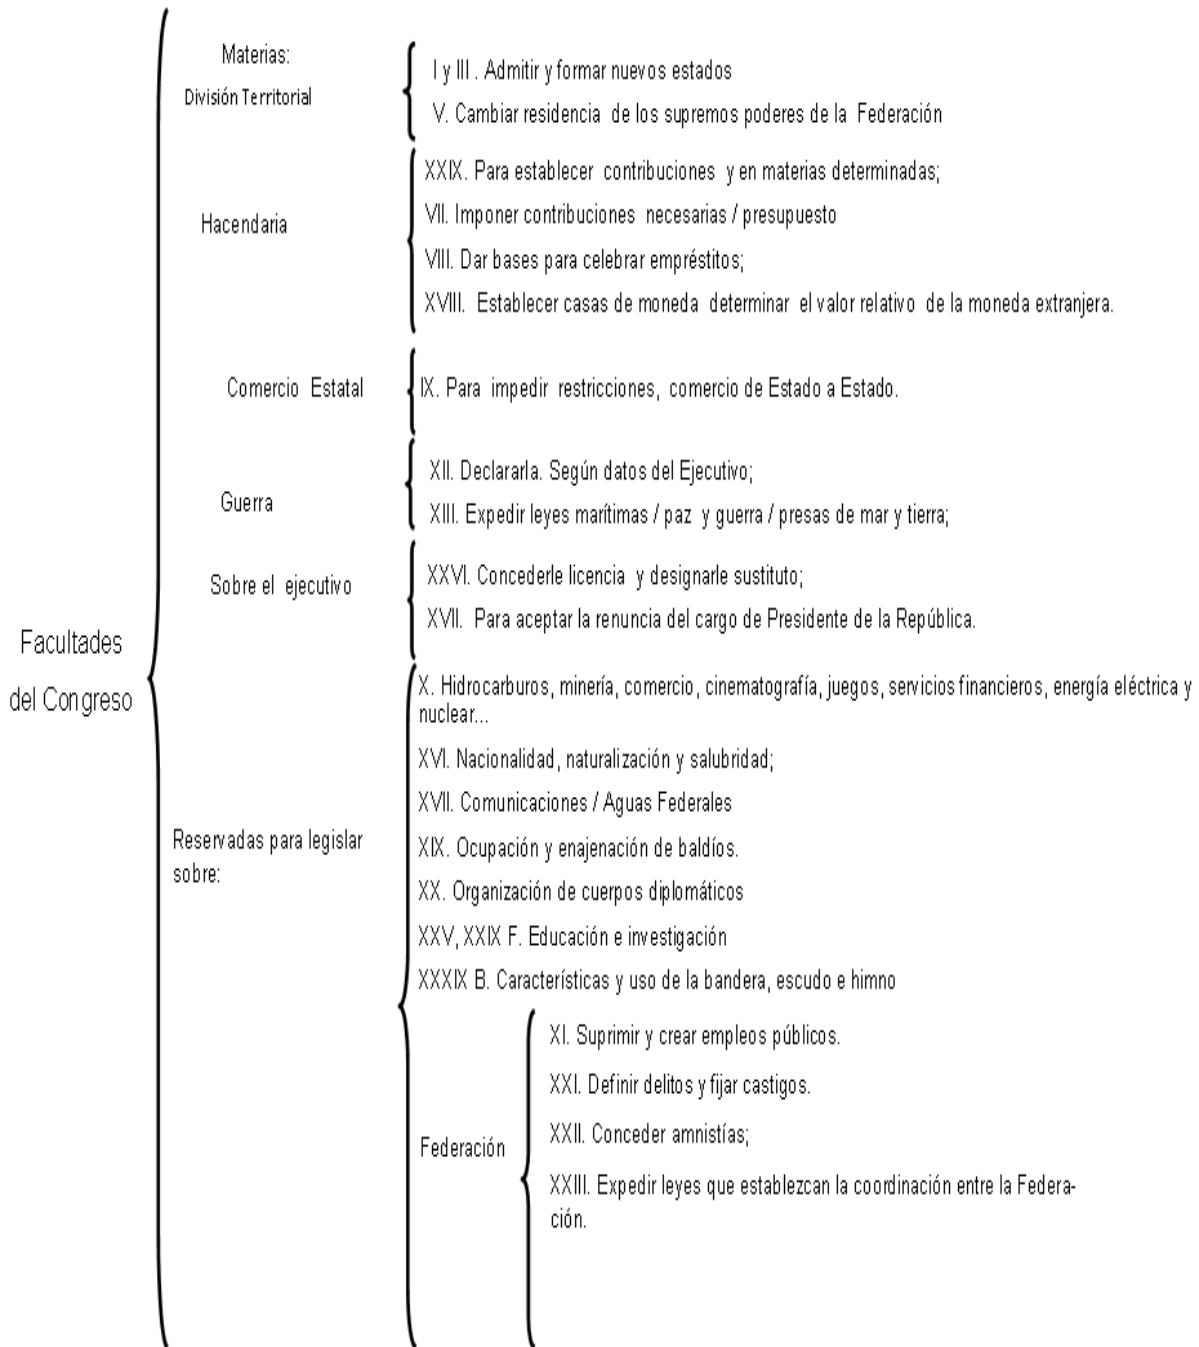 Materias:
División Territorial
I y III . Admitir y formar nuevos estados
V. Cambiar residencia de los supremos poderes de la Federación
Hacendaria
XXIX. Para establecer contribuciones y en materias determinadas;
VII. Imponer contribuciones necesarias / presupuesto
VIII. Dar bases para celebrar empréstitos;
XVIII. Establecer casas de moneda determinar el valor relativo de la moneda extranjera.
Comercio Estatal
IX. Para impedir restricciones, comercio de Estado a Estado.
Guerra
XII. Declararla. Según datos del Ejecutivo;
XIII. Expedir leyes marítimas / paz y guerra / presas de mar y tierra;
Sobre el ejecutivo
XXVI. Concederle licencia y designarle sustituto;
XVII. Para aceptar la renuncia del cargo de Presidente de la República.
Facultades
del Congreso
Reservadas para legislar
sobre:
X. Hidrocarburos, minería, comercio, cinematografía, juegos, servicios financieros, energía eléctrica y
nuclear...
XVI. Nacionalidad, naturalización y salubridad;
XVII. Comunicaciones / Aguas Federales
XIX. Ocupación y enajenación de baldíos.
XX. Organización de cuerpos diplomáticos
XXV, XXIX F. Educación e investigación
XXXIX B. Características y uso de la bandera, escudo e himno
Federación
XI. Suprimir y crear empleos públicos.
XXI. Definir delitos y fijar castigos.
XXII. Conceder amnistías;
XXIII. Expedir leyes que establezcan la coordinación entre la Federa-
ción.